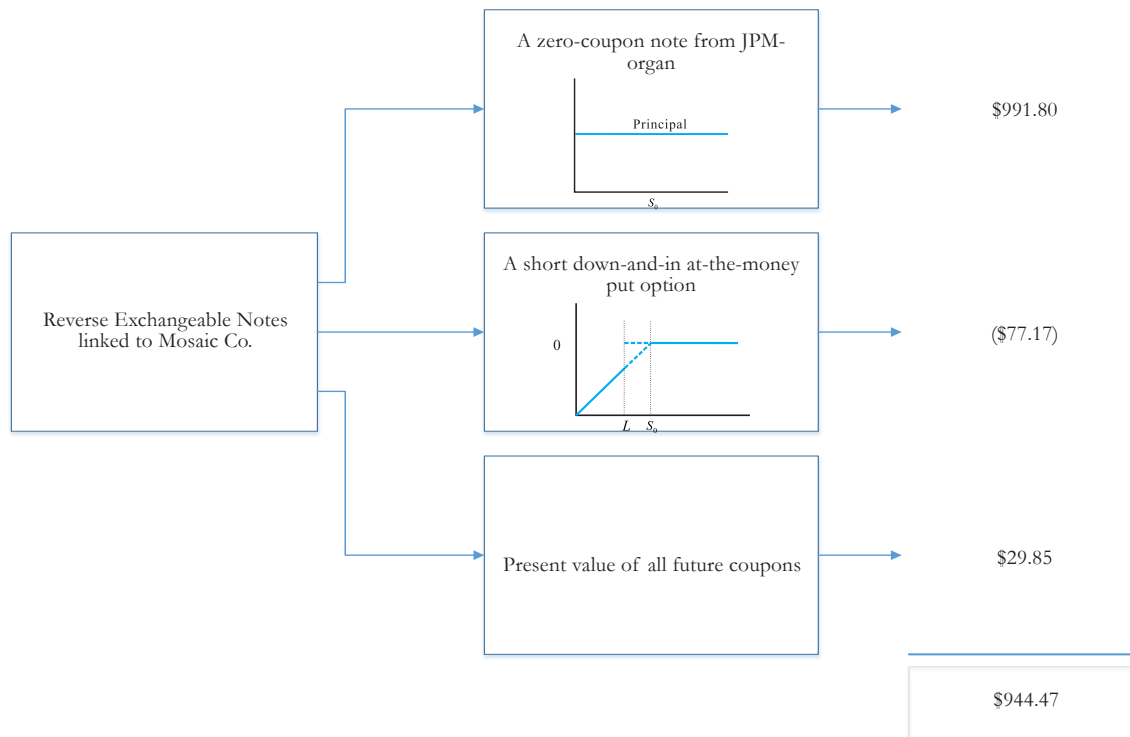 Reverse Exchangeable Notes
linked to Mosaic Co.
A zero-coupon note from JPM-
organ
Principal
S₀
$991.80
A short down-and-in at-the-money
put option
0
L S₀
($77.17)
Present value of all future coupons
$29.85
$944.47